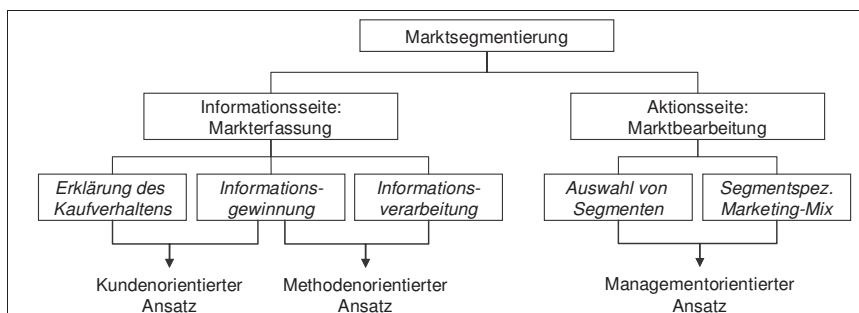 Marktsegmentierung
Informationsseite:
Markterfassung
Aktionsseite:
Marktbearbeitung
Erklärung des
Kaufverhaltens
Informations-
gewinnung
Informations-
verarbeitung
Auswahl von
Segmenten
Segmentspez.
Marketing-Mix
Kundenorientierter
Ansatz
Methodenorientierter
Ansatz
Managementorientierter
Ansatz